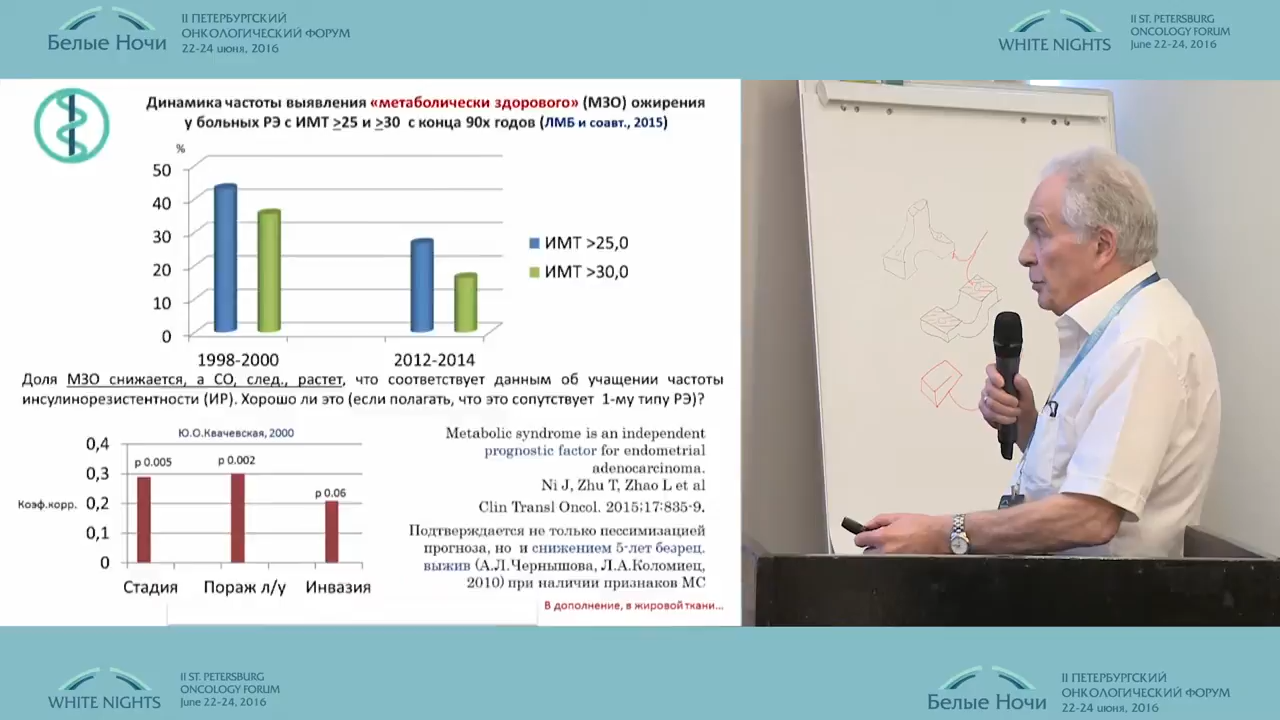 Белые Ночи
II ПЕТЕРБУРГСКИЙ
ОНКОЛОГИЧЕСКИЙ ФОРУМ
22-24 июня, 2016
WHITE NIGHTS
II ST. PETERSBURG
ONCOLOGY FORUM
June 22-24, 2016
Динамика частоты выявления «метаболически здорового» (МЗО) ожирения
у больных РЭ с ИМТ >25 и >30 с конца 90х годов (ЛМБ и соавт., 2015)
%
50
40
30
20
10
0
1998-2000
2012-2014
ИМТ >25,0
ИМТ >30,0
Доля МЗО снижается, а СО, след., растет, что соответствует данным об учащении частоты
инсулинорезистентности (ИР). Хорошо ли это (если полагать, что это сопутствует 1-му типу РЭ)?
Ю.О.Квачевская, 2000
Коэф.корр.
0,4
0,3
0,2
0,1
0
p 0.005
p 0.002
p 0.06
Стадия
Пораж л/у
Инвазия
Metabolic syndrome is an independent
prognostic factor for endometrial
adenocarcinoma.
Ni J, Zhu T, Zhao L et al
Clin Transl Oncol. 2015;17:835-9.
Подтверждается не только пессимизацией
прогноза, но и снижением 5-лет безрец.
выжив (А.Л.Чернышова, Л.А.Коломиец,
2010) при наличии признаков МС
В дополнение, в жировой ткани...
WHITE NIGHTS
II ST. PETERSBURG
ONCOLOGY FORUM
June 22-24, 2016
Белые Ночи
II ПЕТЕРБУРГСКИЙ
ОНКОЛОГИЧЕСКИЙ ФОРУМ
22-24 июня, 2016